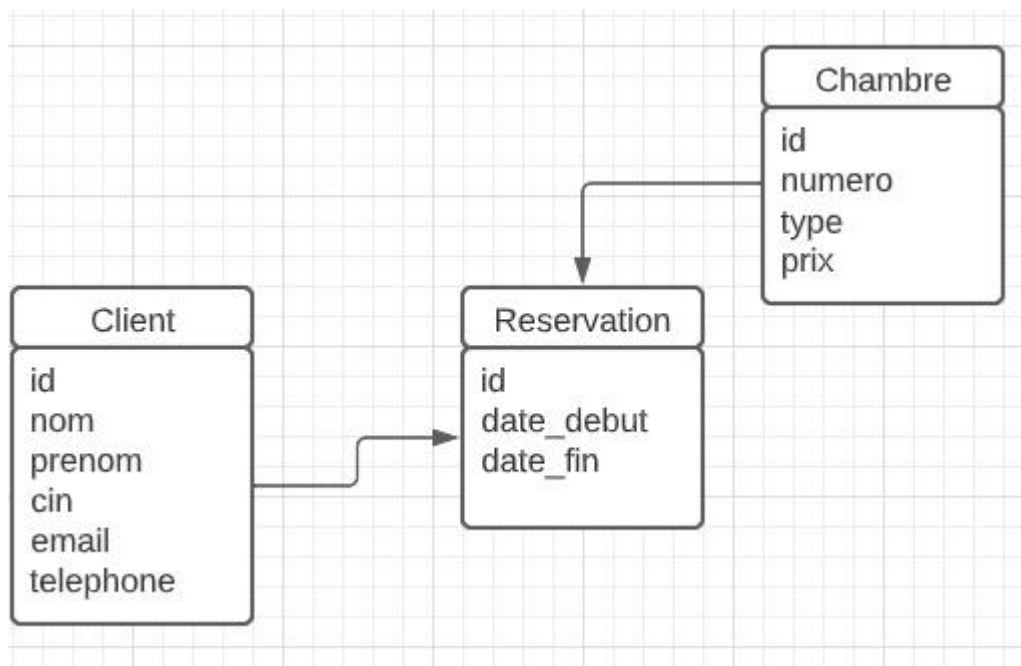 Chambre
id
numero
type
prix
Client
id
nom
prenom
cin
email
telephone
Reservation
id
date_debut
date_fin